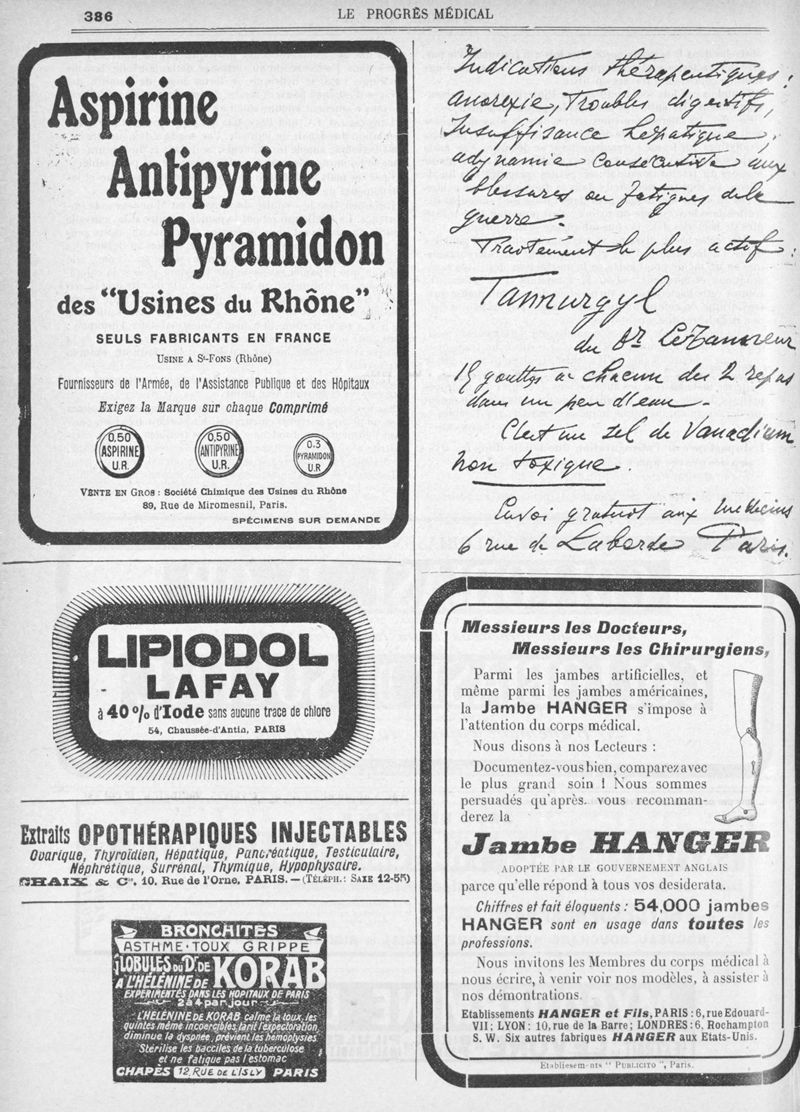 386
LE PROGRÈS MÉDICAL
Aspirine
Antipyrine
Pyramidon
des "Usines du Rhône"
SEULS FABRICANTS EN FRANCE
USINE A St-FONS (Rhône)
Fournisseurs de l'Armée, de l'Assistance Publique et des Hôpitaux
Exigez la Marque sur chaque Comprimé
0,50 ASPIRINE U.R.
0,50 ANTIPYRINE U.R.
0.3 PYRAMIDON U.R
VENTE EN GROS : Société Chimique des Usines du Rhône
89, Rue de Miromesnil, Paris.
SPÉCIMENS SUR DEMANDE
Indications thérapeutiques :
anorexie, Troubles digestifs,
Insuffisance hépatique,
adynamie consécutive aux
blessures ou fatigues de la
guerre.
Traitement le plus actif :
Tannurgyl
du Dr Le Tanneur
15 gouttes à chacun des 2 repas
dans un peu d'eau.
C'est un sel de Vanadium
non toxique.
Envoi gratuit aux médecins
6 rue de Laborde Paris.
LIPIODOL
LAFAY
à 40% d'Iode sans aucune trace de chlore
54, Chaussée-d'Antin, PARIS
Extraits OPOTHÉRAPIQUES INJECTABLES
Ovarique, Thyroïdien, Hépatique, Pancréatique, Testiculaire,
Néphrétique, Surrénal, Thymique, Hypophysaire.
CHAIX & Cie, 10, Rue de l'Orne, PARIS. — (TÉLÉPH.: SAXE 12-55)
BRONCHITES
ASTHME · TOUX GRIPPE
GLOBULES DU Dr. DE
KORAB
A L'HÉLÉNINE DE
EXPÉRIMENTÉS DANS LES HOPITAUX DE PARIS
2 à 4 par jour
L'HÉLÉNINE DE KORAB calme la toux, les
quintes même incoercibles, tarit l'expectoration,
diminue la dyspnée, prévient les hémoptysies
Stérilise les bacciles de la tuberculose
et ne fatigue pas l'estomac
CHAPÈS 12, RUE DE L'ISLY PARIS
Messieurs les Docteurs,
Messieurs les Chirurgiens,
Parmi les jambes artificielles, et
même parmi les jambes américaines,
la Jambe HANGER s'impose à
l'attention du corps médical.
Nous disons à nos Lecteurs :
Documentez-vous bien, comparez avec
le plus grand soin ! Nous sommes
persuadés qu'après. vous recomman-
derez la
Jambe HANGER
ADOPTÉE PAR LE GOUVERNEMENT ANGLAIS
parce qu'elle répond à tous vos desiderata.
Chiffres et fait éloquents : 54,000 jambes
HANGER sont en usage dans toutes les
professions.
Nous invitons les Membres du corps médical à
nous écrire, à venir voir nos modèles, à assister à
nos démontrations.
Etablissements HANGER et Fils, PARIS : 6, rue Edouard-
VII; LYON : 10, rue de la Barre; LONDRES : 6, Rochampton
S. W. Six autres fabriques HANGER aux Etats-Unis.
Etablisesem-nts " PUBLICITO ", Paris.